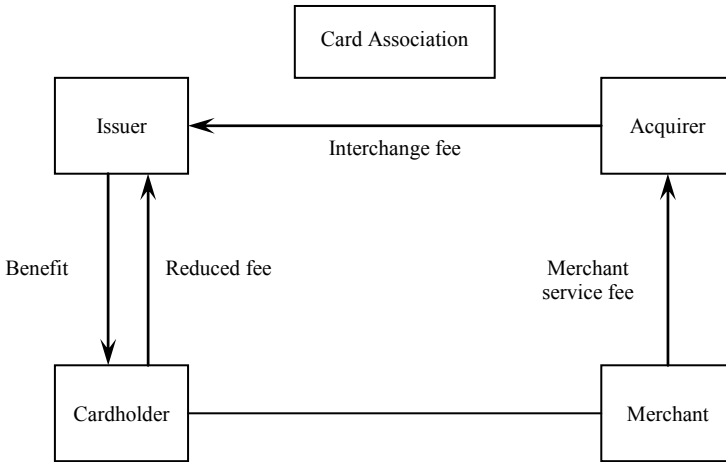 Card Association
Issuer
Acquirer
Interchange fee
Benefit
Reduced fee
Merchant
service fee
Cardholder
Merchant